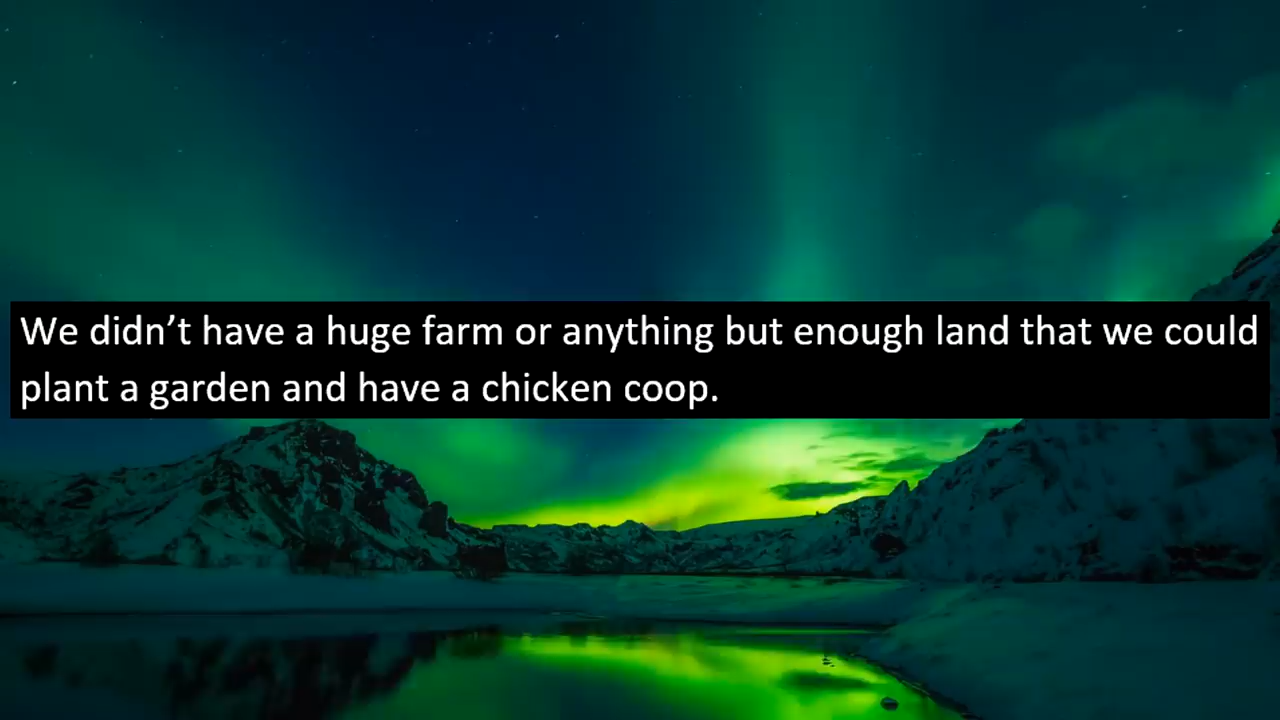 We didn’t have a huge farm or anything but enough land that we could
plant a garden and have a chicken coop.